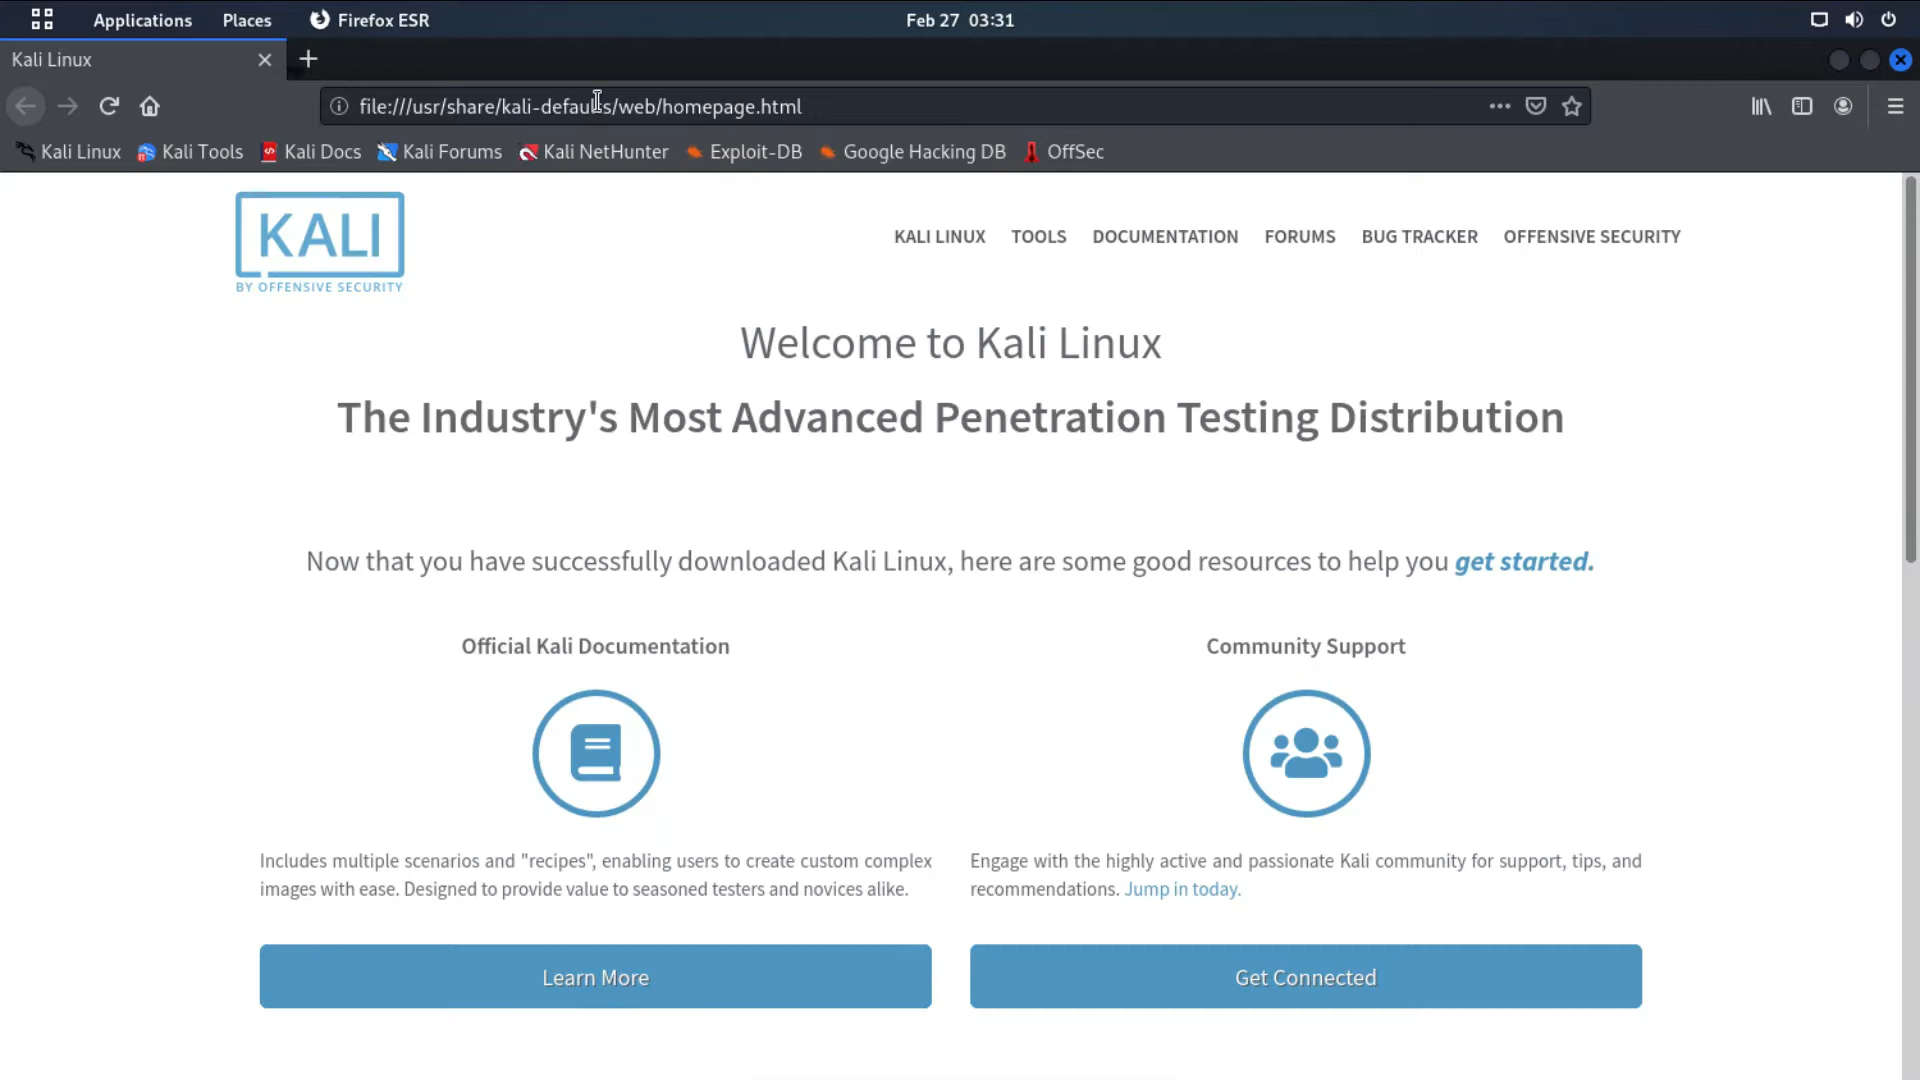 Applications Places Firefox ESR Feb 27 03:31
Kali Linux
file:///usr/share/kali-defaults/web/homepage.html
Kali Linux Kali Tools Kali Docs Kali Forums Kali NetHunter Exploit-DB Google Hacking DB OffSec
KALI
BY OFFENSIVE SECURITY
KALI LINUX TOOLS DOCUMENTATION FORUMS BUG TRACKER OFFENSIVE SECURITY
Welcome to Kali Linux
The Industry's Most Advanced Penetration Testing Distribution
Now that you have successfully downloaded Kali Linux, here are some good resources to help you get started.
Official Kali Documentation
Includes multiple scenarios and "recipes", enabling users to create custom complex
images with ease. Designed to provide value to seasoned testers and novices alike.
Learn More
Community Support
Engage with the highly active and passionate Kali community for support, tips, and
recommendations. Jump in today.
Get Connected